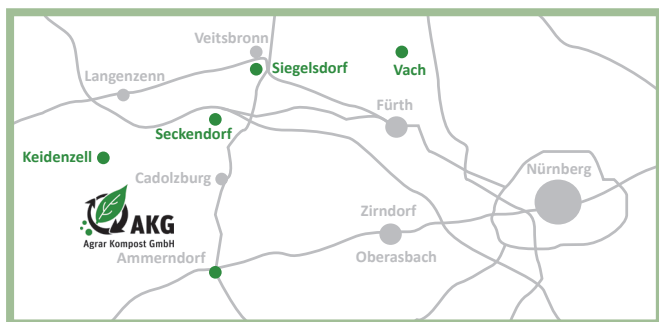 Veitsbronn
Siegelsdorf
Vach
Langenzenn
Fürth
Seckendorf
Keidenzell
Nürnberg
Cadolzburg
AKG
Agrar Kompost GmbH
Zirndorf
Ammerndorf
Oberasbach